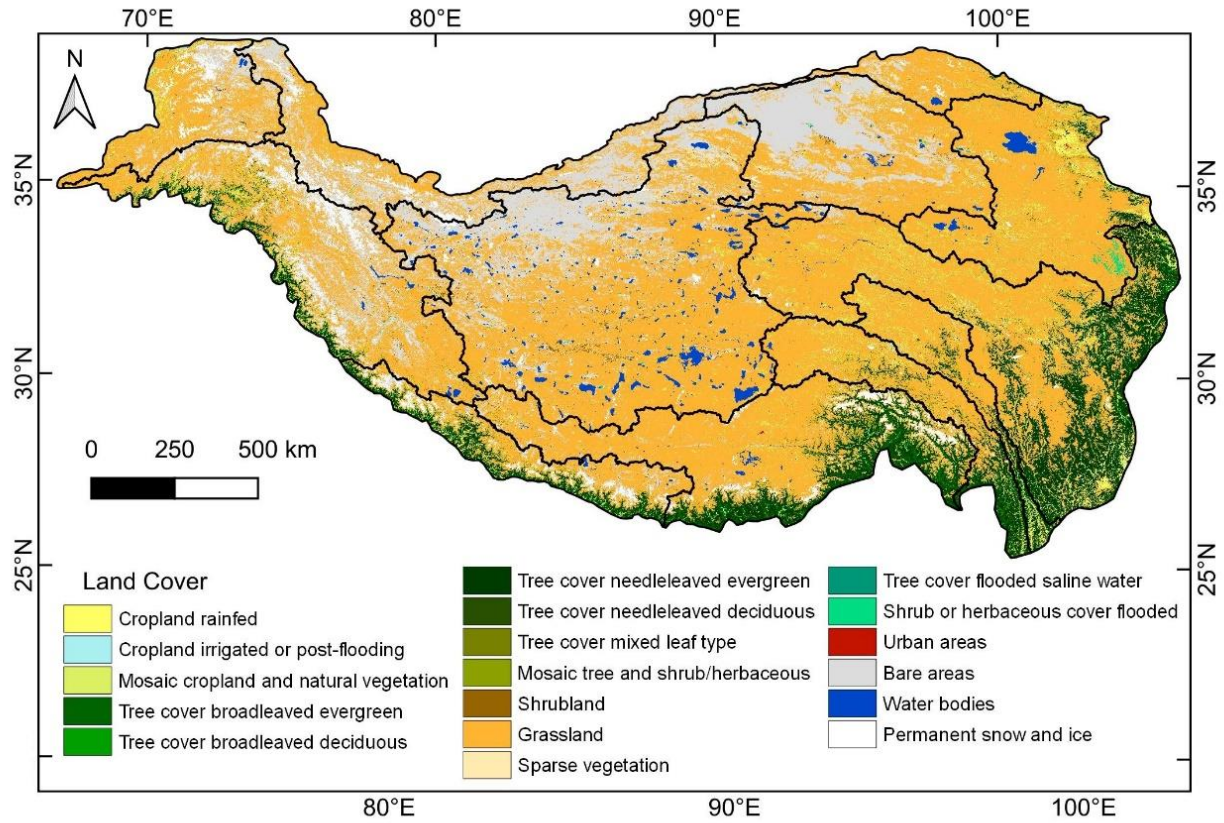 70°E 80°E 90°E 100°E
N
35°N 35°N
30°N 30°N
25°N 25°N
0 250 500 km
Land Cover
Cropland rainfed
Cropland irrigated or post-flooding
Mosaic cropland and natural vegetation
Tree cover broadleaved evergreen
Tree cover broadleaved deciduous
Tree cover needleleaved evergreen
Tree cover needleleaved deciduous
Tree cover mixed leaf type
Mosaic tree and shrub/herbaceous
Shrubland
Grassland
Sparse vegetation
Tree cover flooded saline water
Shrub or herbaceous cover flooded
Urban areas
Bare areas
Water bodies
Permanent snow and ice
80°E 90°E 100°E